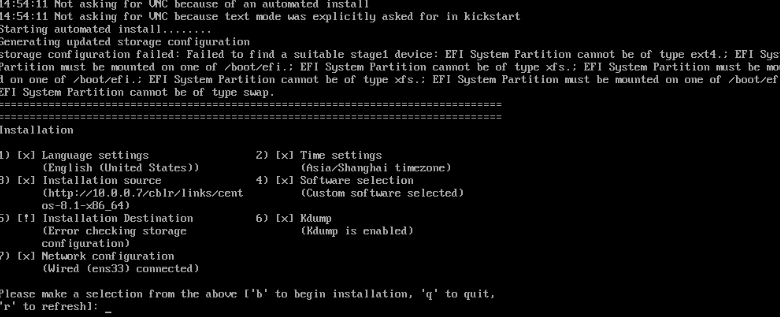 14:54:11 Not asking for VNC because of an automated install
14:54:11 Not asking for VNC because text mode was explicitly asked for in kickstart
Starting automated install........
Generating updated storage configuration
storage configuration failed: Failed to find a suitable stage1 device: EFI System Partition cannot be of type ext4.; EFI Sys
Partition must be mounted on one of /boot/efi.; EFI System Partition cannot be of type xfs.; EFI System Partition must be mou
d on one of /boot/efi.; EFI System Partition cannot be of type xfs.; EFI System Partition must be mounted on one of /boot/ef
EFI System Partition cannot be of type swap.
================================================================================
================================================================================
Installation
1) [x] Language settings 2) [x] Time settings
(English (United States)) (Asia/Shanghai timezone)
3) [x] Installation source 4) [x] Software selection
(http://10.0.0.7/cblr/links/cent (Custom software selected)
os-8.1-x86_64)
5) [!] Installation Destination 6) [x] Kdump
(Error checking storage (Kdump is enabled)
configuration)
7) [x] Network configuration
(Wired (ens33) connected)
Please make a selection from the above ['b' to begin installation, 'q' to quit,
'r' to refresh]: _